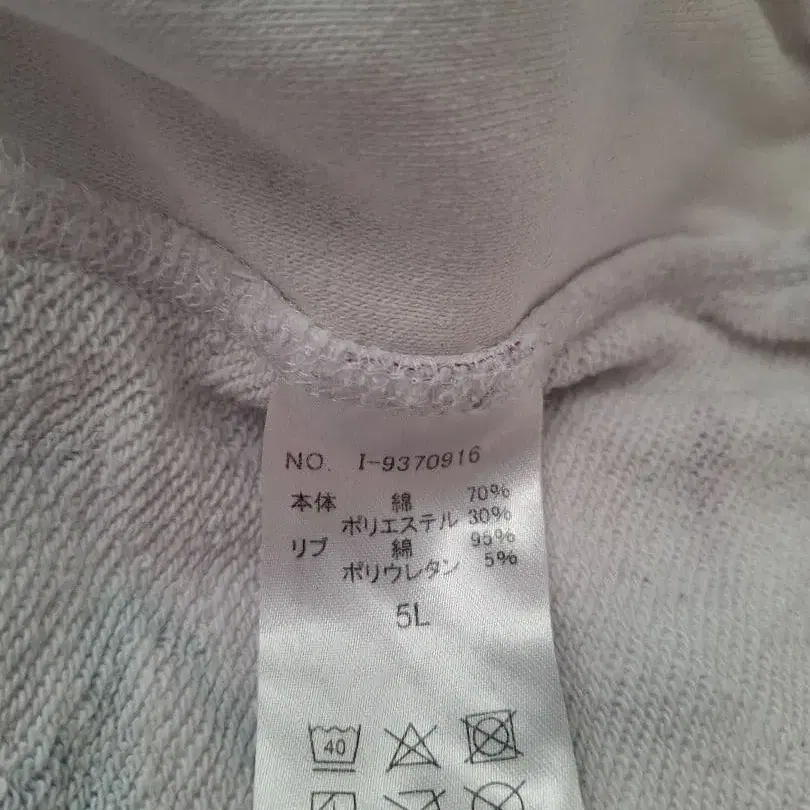 NO. I-9370916
本体 綿 70%
ポリエステル 30%
リブ 綿 95%
ポリウレタン 5%
5L
40